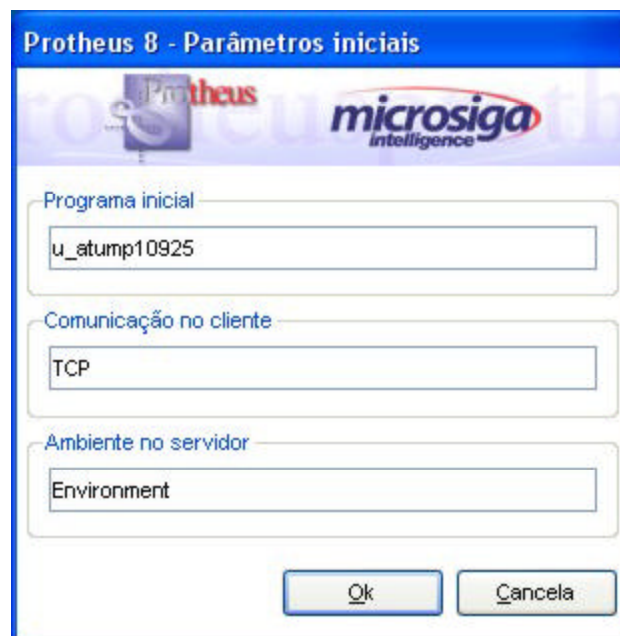 Protheus 8 - Parâmetros iniciais
Protheus
microsiga
intelligence
Programa inicial
u_atump10925
Comunicação no cliente
TCP
Ambiente no servidor
Environment
Ok
Cancela